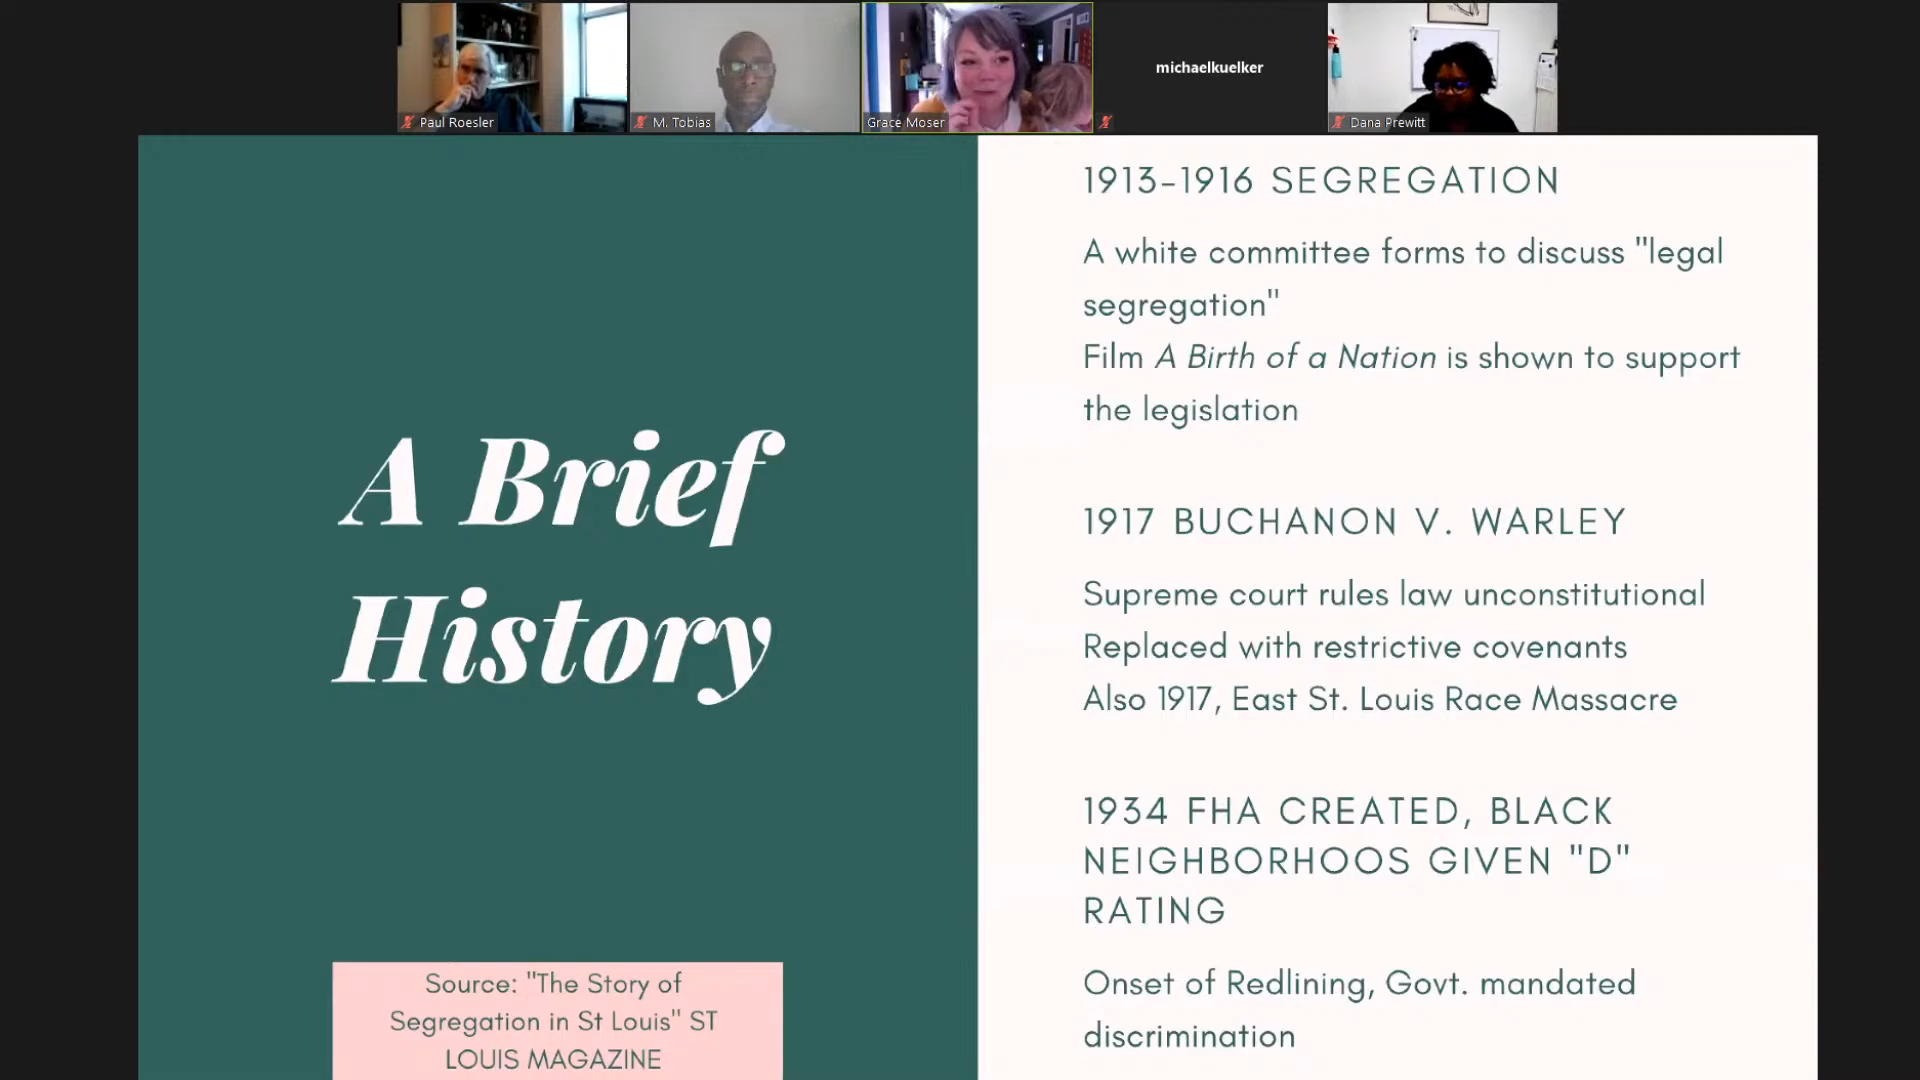 Paul Roesler
M. Tobias
Grace Moser
michaelkuelker
Dana Prewitt
A Brief
History
Source: "The Story of
Segregation in St Louis" ST
LOUIS MAGAZINE
1913-1916 SEGREGATION
A white committee forms to discuss "legal
segregation"
Film A Birth of a Nation is shown to support
the legislation
1917 BUCHANON V. WARLEY
Supreme court rules law unconstitutional
Replaced with restrictive covenants
Also 1917, East St. Louis Race Massacre
1934 FHA CREATED, BLACK
NEIGHBORHOOS GIVEN "D"
RATING
Onset of Redlining, Govt. mandated
discrimination